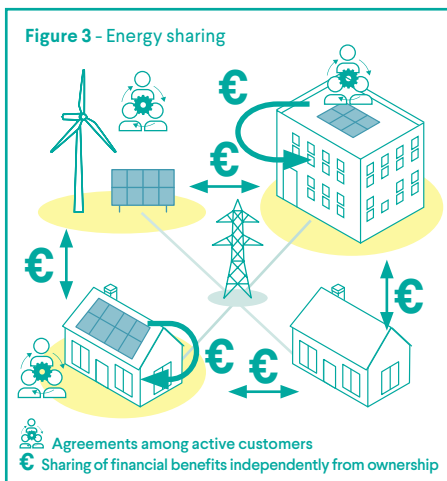 Figure 3 - Energy sharing
€
€
€
€
€
€
Agreements among active customers
€ Sharing of financial benefits independently from ownership